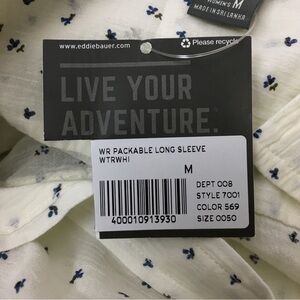 WOMEN'S M
MADE IN SRI LANKA
www.eddiebauer.com
Please recycle
LIVE YOUR
ADVENTURE.
WR PACKABLE LONG SLEEVE
WTRWHI
M
DEPT 008
STYLE 7001
COLOR 569
SIZE 0050
400010913930